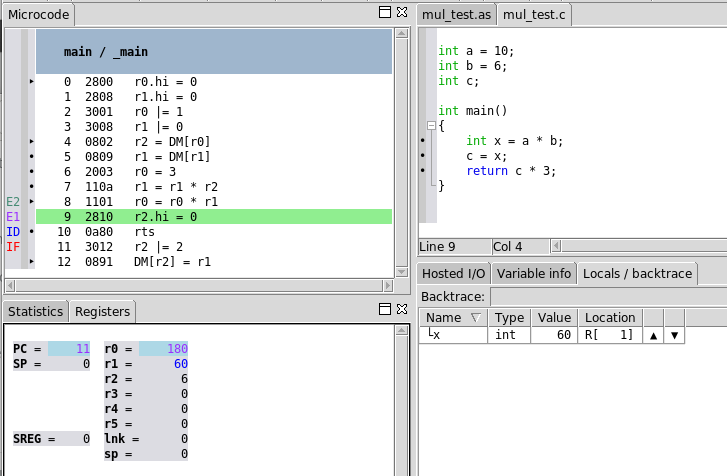 Microcode
main / _main
0 2800 r0.hi = 0
1 2808 r1.hi = 0
2 3001 r0 |= 1
3 3008 r1 |= 0
4 0802 r2 = DM[r0]
5 0809 r1 = DM[r1]
6 2003 r0 = 3
7 110a r1 = r1 * r2
E2 8 1101 r0 = r0 * r1
E1 9 2810 r2.hi = 0
ID 10 0a80 rts
IF 11 3012 r2 |= 2
12 0891 DM[r2] = r1
Statistics Registers
PC = 11 r0 = 180
SP = 0 r1 = 60
r2 = 6
r3 = 0
r4 = 0
r5 = 0
SREG = 0 lnk = 0
sp = 0
mul_test.as mul_test.c
int a = 10;
int b = 6;
int c;
int main()
{
int x = a * b;
c = x;
return c * 3;
}
Line 9 Col 4
Hosted I/O Variable info Locals / backtrace
Backtrace:
Name Type Value Location
x int 60 R[ 1]